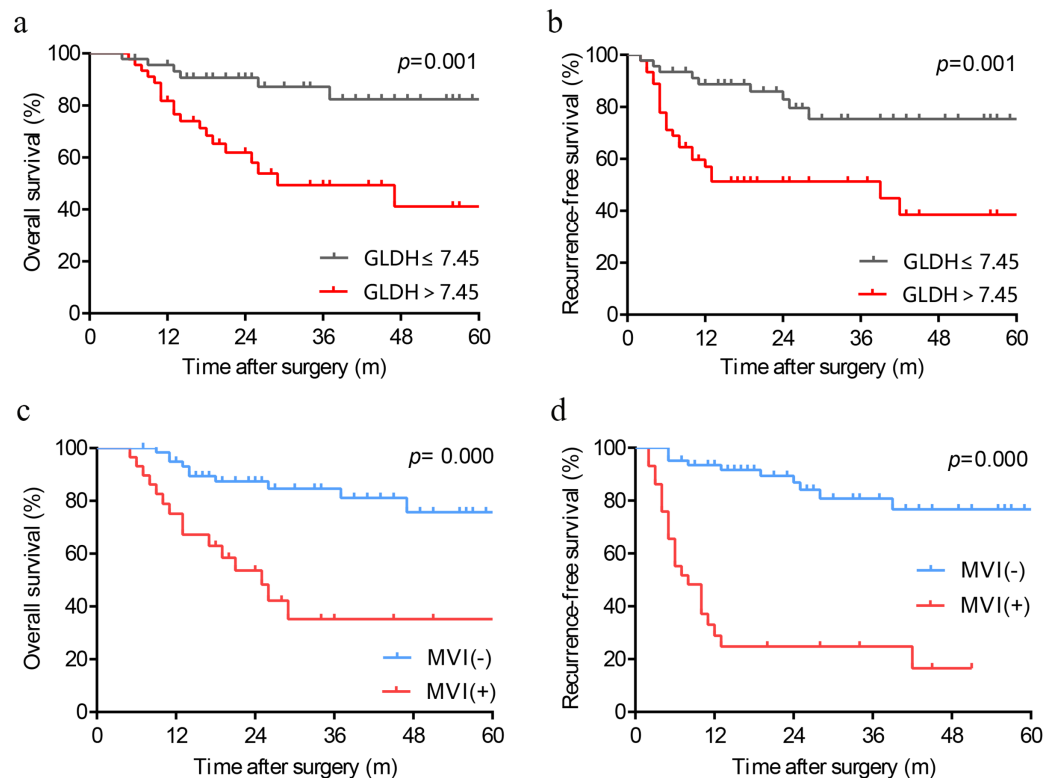 a
Overall survival (%)
100
80
60
40
20
0
p=0.001
GLDH ≤ 7.45
GLDH > 7.45
0 12 24 36 48 60
Time after surgery (m)
b
Recurrence-free survival (%)
100
80
60
40
20
0
p=0.001
GLDH ≤ 7.45
GLDH > 7.45
0 12 24 36 48 60
Time after surgery (m)
c
Overall survival (%)
100
80
60
40
20
0
p= 0.000
MVI(-)
MVI(+)
0 12 24 36 48 60
Time after surgery (m)
d
Recurrence-free survival (%)
100
80
60
40
20
0
p=0.000
MVI(-)
MVI(+)
0 12 24 36 48 60
Time after surgery (m)